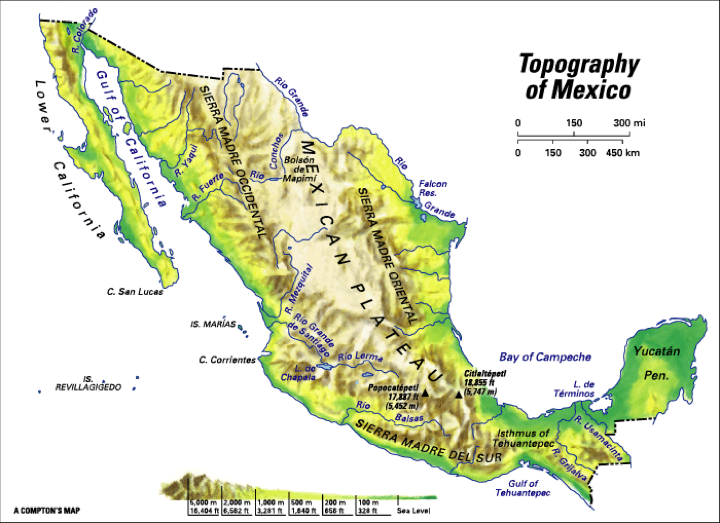 Topography
of Mexico
0 150 300 mi
0 150 300 450 km
R. Colorado
Gulf of California
Lower California
Rio Grande
SIERRA MADRE OCCIDENTAL
R. Yaqui
R. Fuerte
Rio Conchos
Bolsón
de
Mapimí
MEXICAN PLATEAU
Rio Grande
Falcon
Res.
SIERRA MADRE ORIENTAL
C. San Lucas
R. Mezquital
IS. MARÍAS
Río Grande
de Santiago
C. Corrientes
Río Lerma
L. de
Chapala
IS.
REVILLAGIGEDO
Popocatépetl
17,887 ft
(5,452 m)
Citlaltépetl
18,855 ft
(5,747 m)
Bay of Campeche
Yucatán
Pen.
L. de
Términos
Río Balsas
SIERRA MADRE DEL SUR
Isthmus of
Tehuantepec
R. Usumacinta
R. Grijalva
Gulf of
Tehuantepec
5,000 m 2,000 m 1,000 m 500 m 200 m 100 m
16,404 ft 6,562 ft 3,281 ft 1,640 ft 656 ft 328 ft Sea Level
A COMPTON'S MAP